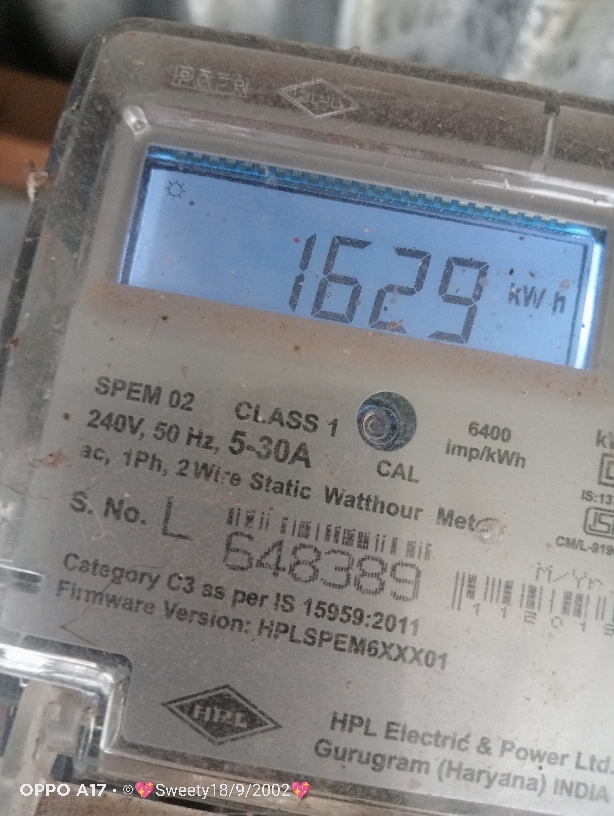 1629 kWh
SPEM 02
CLASS 1
6400
imp/kWh
240V, 50 Hz, 5-30A
CAL
ac, 1Ph, 2 Wire Static Watthour Meter
S. No. L 648389
M/Yr
Category C3 ss per IS 15959:2011
Firmware Version: HPLSPEM6XXX01
HPL
HPL Electric & Power Ltd.
Gurugram (Haryana) INDIA
OPPO A17 · ©💖Sweety18/9/2002💖